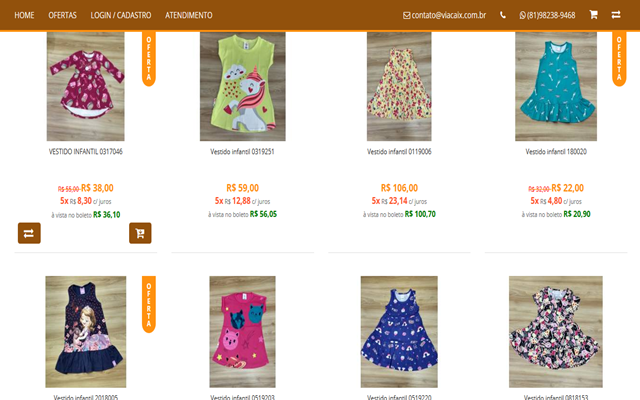 HOME OFERTAS LOGIN / CADASTRO ATENDIMENTO contato@viacaix.com.br (81)98238-9468
OFERTA
OFERTA
VESTIDO INFANTIL 0317046 Vestido infantil 0319251 Vestido infantil 0119006 Vestido infantil 180020
R$ 55,00 R$ 38,00 R$ 59,00 R$ 106,00 R$ 32,00 R$ 22,00
5x R$ 8,30 c/ juros 5x R$ 12,88 c/ juros 5x R$ 23,14 c/ juros 5x R$ 4,80 c/ juros
à vista no boleto R$ 36,10 à vista no boleto R$ 56,05 à vista no boleto R$ 100,70 à vista no boleto R$ 20,90
OFERTA
Vestido infantil 2018005 Vestido infantil 0519203 Vestido infantil 0519220 Vestido infantil 0818153